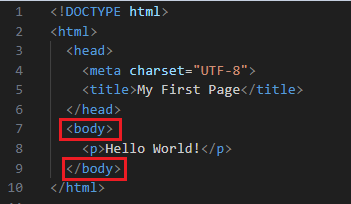 1 <!DOCTYPE html>
2 <html>
3   <head>
4     <meta charset="UTF-8">
5     <title>My First Page</title>
6   </head>
7   <body>
8     <p>Hello World!</p>
9   </body>
10 </html>